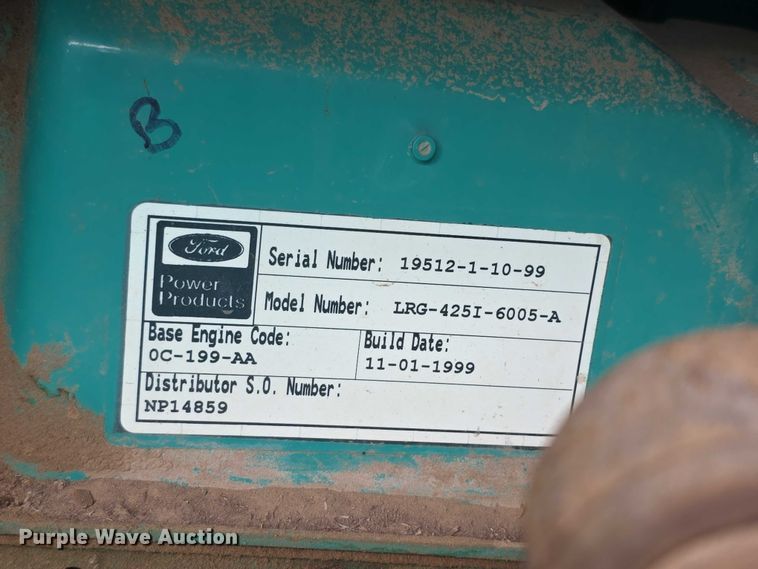 B
Ford
Power
Products
Serial Number: 19512-1-10-99
Model Number: LRG-425I-6005-A
Base Engine Code:
0C-199-AA
Build Date:
11-01-1999
Distributor S.O. Number:
NP14859
Purple Wave Auction